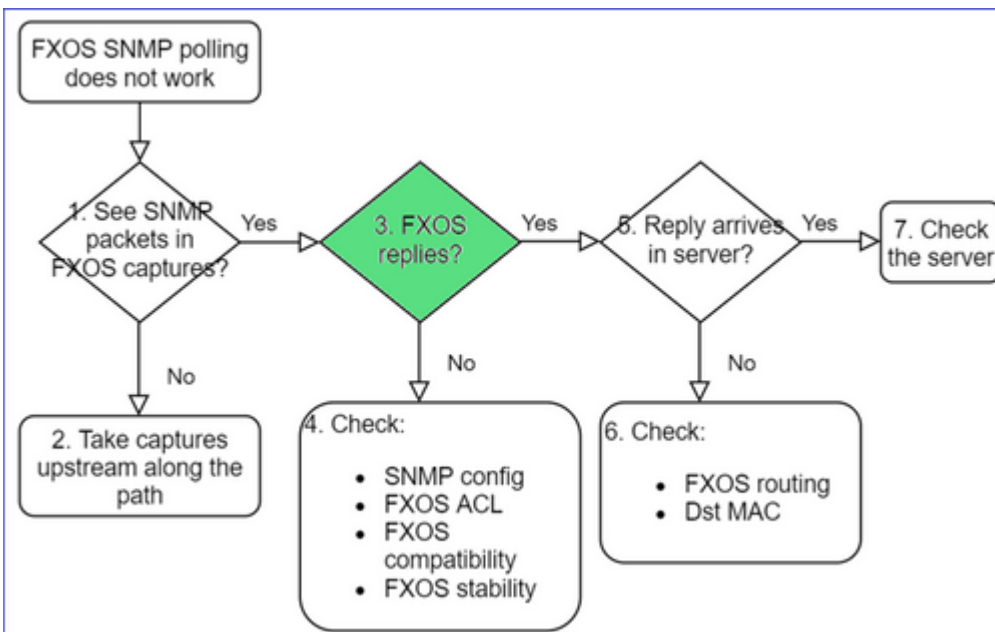 FXOS SNMP polling
does not work
1. See SNMP
packets in
FXOS captures?
Yes
3. FXOS
replies?
Yes
5. Reply arrives
in server?
Yes
7. Check
the server
No
No
No
2. Take captures
upstream along the
path
4. Check:
• SNMP config
• FXOS ACL
• FXOS
compatibility
• FXOS stability
6. Check:
• FXOS routing
• Dst MAC